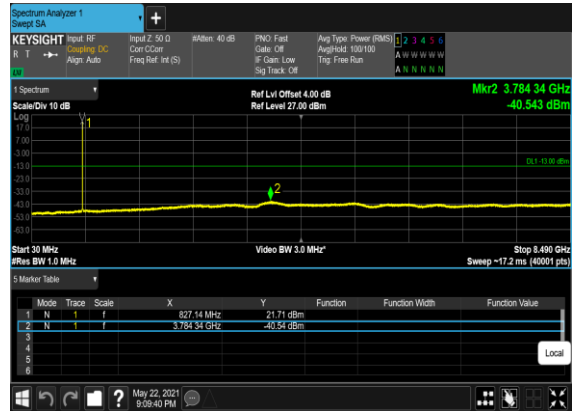 Spectrum Analyzer 1
Swept SA
+
KEYSIGHT Input: RF Input Z: 50 Ω #Atten: 40 dB PNO: Fast Avg Type: Power (RMS) 1 2 3 4 5 6
R T Coupling: DC Corr CCorr Gate: Off Avg|Hold: 100/100 A W W W W W
Align: Auto Freq Ref: Int (S) IF Gain: Low Trig: Free Run
LW Sig Track: Off A N N N N N
1 Spectrum Ref Lvl Offset 4.00 dB Mkr2 3.784 34 GHz
Scale/Div 10 dB Ref Level 27.00 dBm -40.543 dBm
Log
17.0
7.00
-3.00
-13.0
-23.0
-33.0
-43.0
-53.0
-63.0
1
DL1 -13.00 dBm
2
Start 30 MHz Video BW 3.0 MHz* Stop 8.490 GHz
#Res BW 1.0 MHz Sweep ~17.2 ms (40001 pts)
5 Marker Table
Mode Trace Scale X Y Function Function Width Function Value
1 N 1 f 827.14 MHz 21.71 dBm
2 N 1 f 3.784 34 GHz -40.54 dBm
3
4
5
6
Local
? May 22, 2021
9:09:40 PM